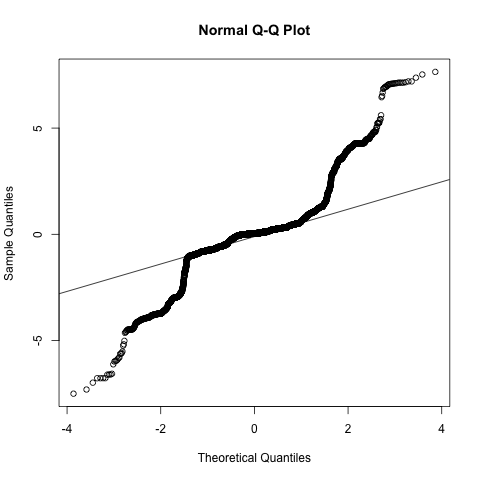 Normal Q-Q Plot
5
0
-5
Sample Quantiles
-4 -2 0 2 4
Theoretical Quantiles